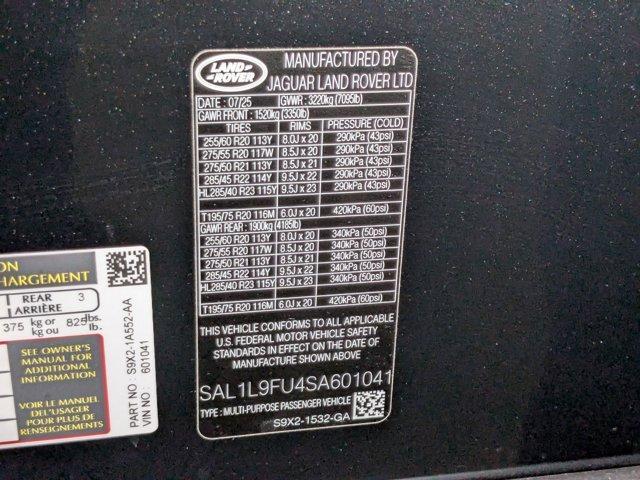 LAND ROVER
MANUFACTURED BY
JAGUAR LAND ROVER LTD
DATE : 07/25 GVWR : 3220kg (7095lb)
GAWR FRONT : 1520kg (3350lb)
TIRES RIMS PRESSURE (COLD)
255/60 R20 113Y 8.0J x 20 290kPa (43psi)
275/55 R20 117W 8.5J x 20 290kPa (43psi)
275/50 R21 113Y 8.5J x 21 290kPa (43psi)
285/45 R22 114Y 9.5J x 22 290kPa (43psi)
HL285/40 R23 115Y 9.5J x 23 290kPa (43psi)
T195/75 R20 116M 6.0J x 20 420kPa (60psi)
GAWR REAR : 1900kg (4185lb)
255/60 R20 113Y 8.0J x 20 340kPa (50psi)
275/55 R20 117W 8.5J x 20 340kPa (50psi)
275/50 R21 113Y 8.5J x 21 340kPa (50psi)
285/45 R22 114Y 9.5J x 22 340kPa (50psi)
HL285/40 R23 115Y 9.5J x 23 340kPa (50psi)
T195/75 R20 116M 6.0J x 20 420kPa (60psi)
THIS VEHICLE CONFORMS TO ALL APPLICABLE
U.S. FEDERAL MOTOR VEHICLE SAFETY
STANDARDS IN EFFECT ON THE DATE OF
MANUFACTURE SHOWN ABOVE
SAL1L9FU4SA601041
TYPE : MULTI-PURPOSE PASSENGER VEHICLE
S9X2-1532-GA
ON
HARGEMENT
REAR 3
ARRIÈRE
375 kg or 825 lbs.
kg ou lb.
SEE OWNER'S
MANUAL FOR
ADDITIONAL
INFORMATION
VOIR LE MANUEL
DE L'USAGER
POUR PLUS DE
RENSEIGNEMENTS
PART NO : S9X2-1A552-AA
VIN NO : 601041